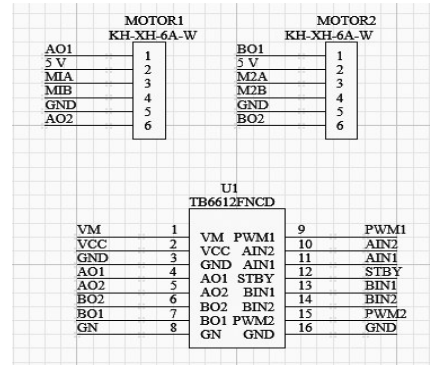 MOTOR1
KH-XH-6A-W
AO1 1
5 V 2
MIA 3
MIB 4
GND 5
AO2 6
MOTOR2
KH-XH-6A-W
BO1 1
5 V 2
M2A 3
M2B 4
GND 5
BO2 6
U1
TB6612FNCD
VM 1 VM PWM1 9 PWM1
VCC 2 VCC AIN2 10 AIN2
GND 3 GND AIN1 11 AIN1
AO1 4 AO1 STBY 12 STBY
AO2 5 AO2 BIN1 13 BIN1
BO2 6 BO2 BIN2 14 BIN2
BO1 7 BO1 PWM2 15 PWM2
GN 8 GN GND 16 GND